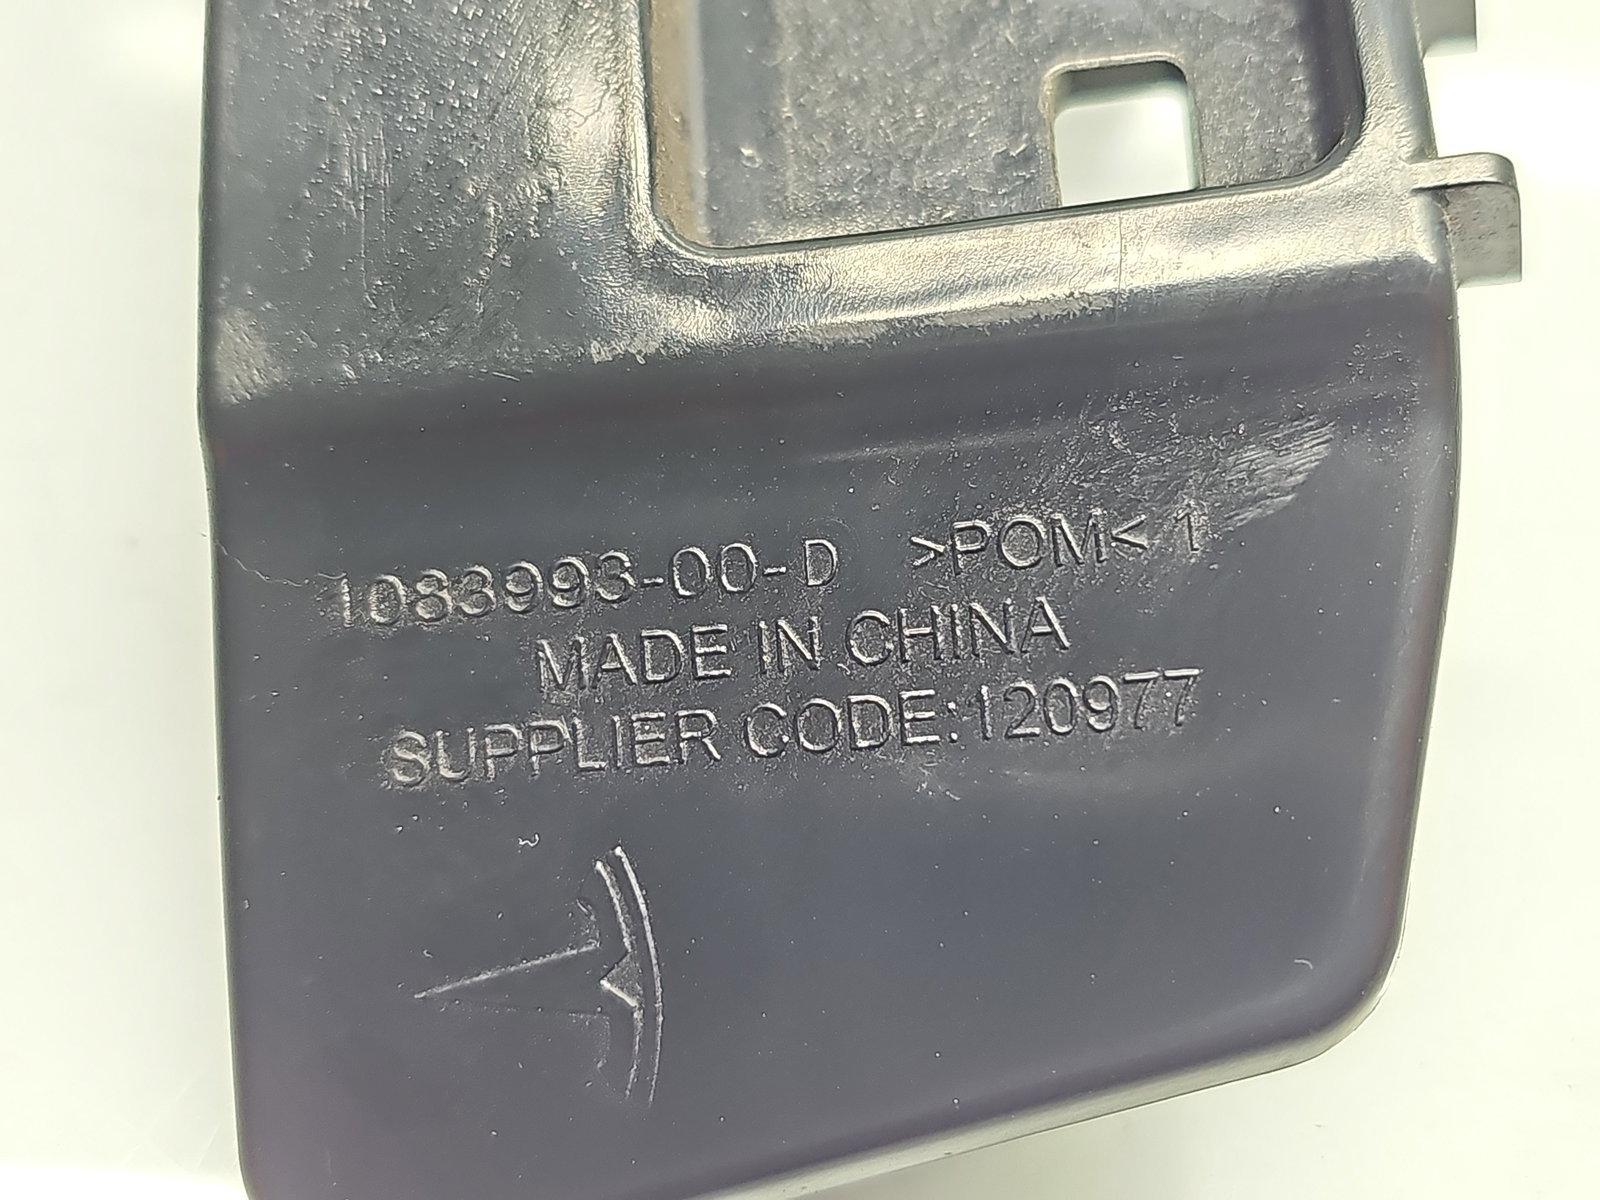 1083993-00-D >POM< 1
MADE IN CHINA
SUPPLIER CODE:120977